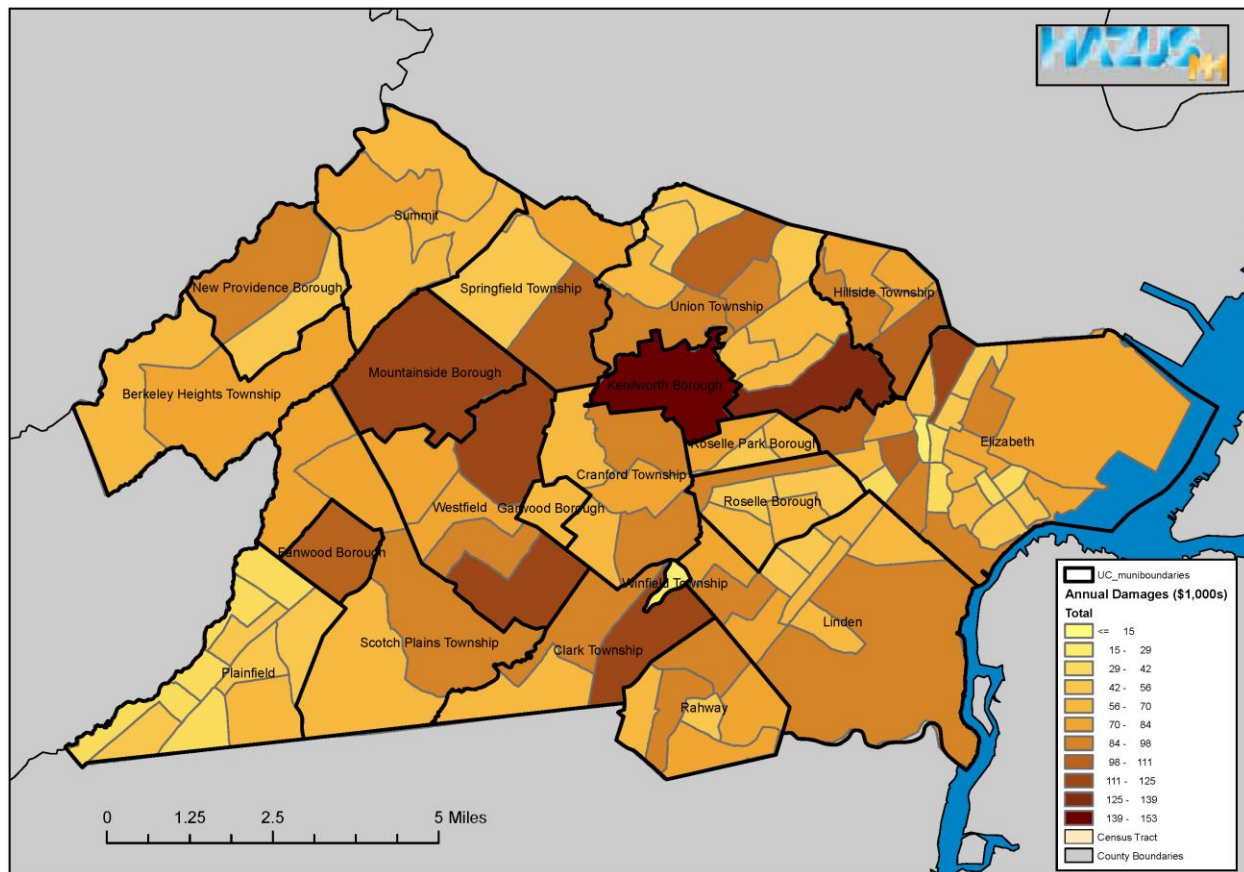 HAZUS MH
Summit
New Providence Borough
Springfield Township
Union Township
Hillside Township
Mountainside Borough
Kenilworth Borough
Berkeley Heights Township
Roselle Park Borough
Elizabeth
Cranford Township
Westfield
Garwood Borough
Roselle Borough
Fanwood Borough
Winfield Township
Linden
Scotch Plains Township
Clark Township
Plainfield
Rahway
0 1.25 2.5 5 Miles
UC_muniboundaries
Annual Damages ($1,000s)
Total
<= 15
15 - 29
29 - 42
42 - 56
56 - 70
70 - 84
84 - 98
98 - 111
111 - 125
125 - 139
139 - 153
Census Tract
County Boundaries